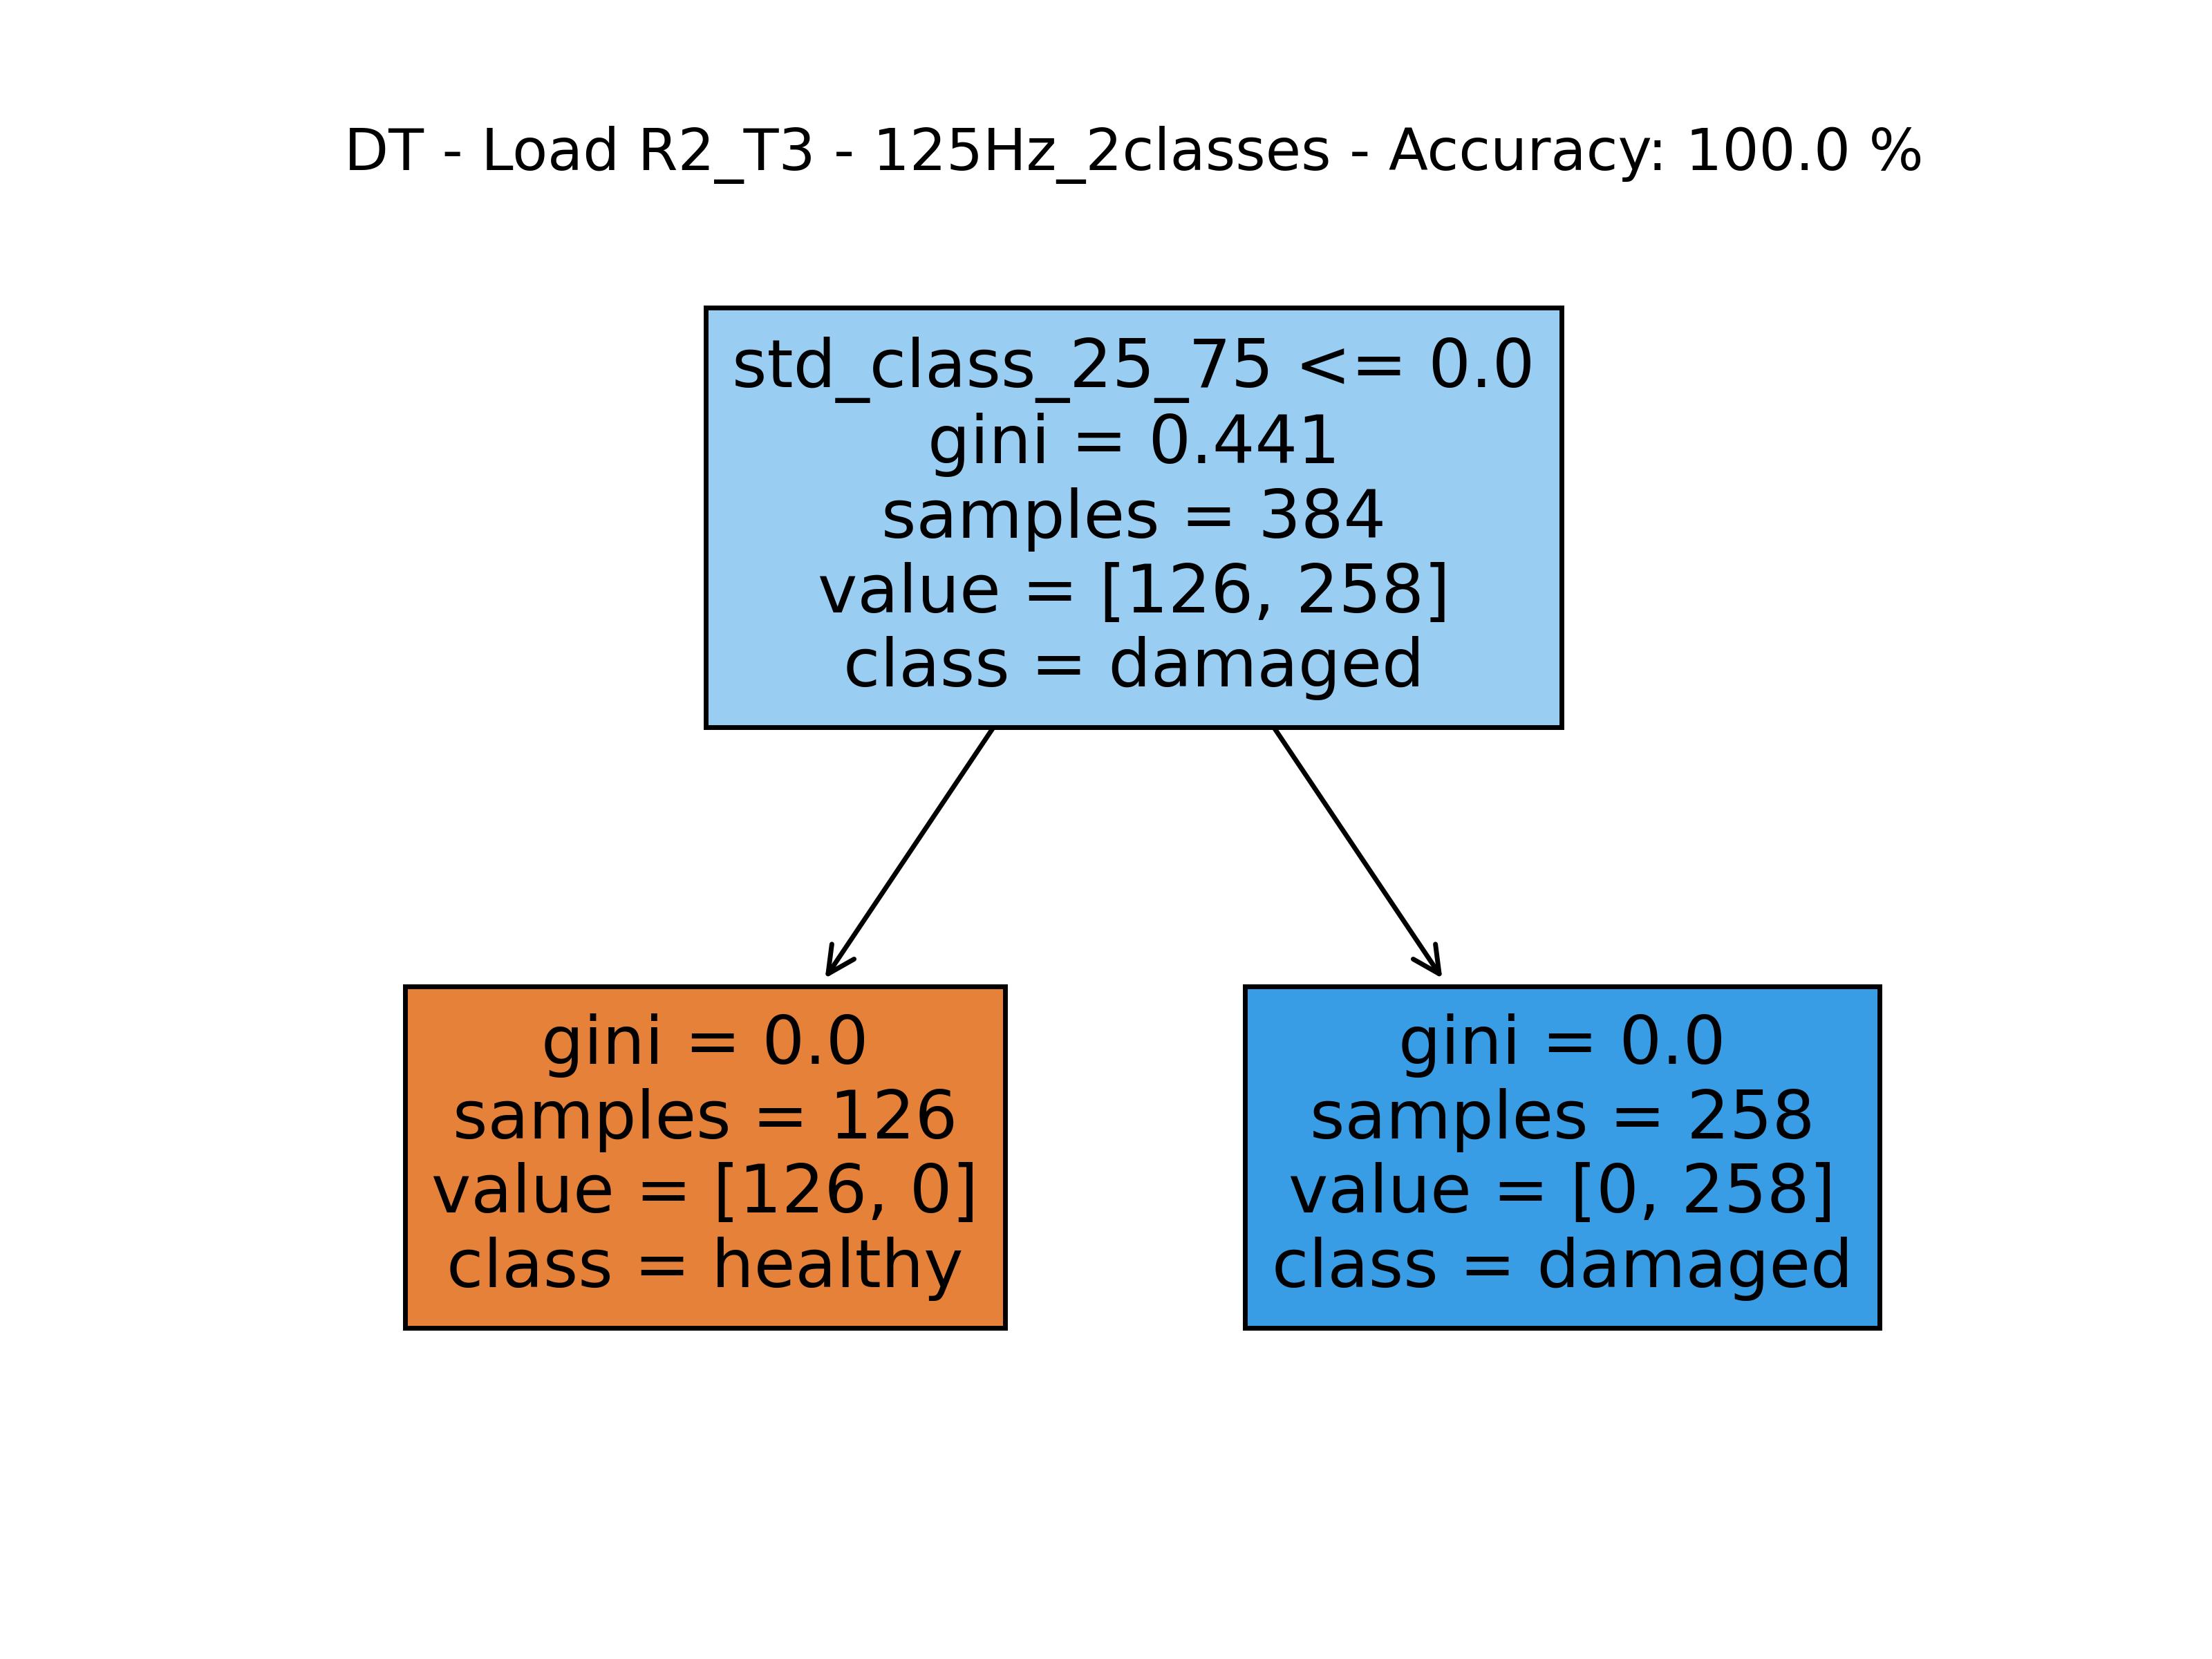 DT - Load R2_T3 - 125Hz_2classes - Accuracy: 100.0 %
std_class_25_75 <= 0.0
gini = 0.441
samples = 384
value = [126, 258]
class = damaged
gini = 0.0
samples = 126
value = [126, 0]
class = healthy
gini = 0.0
samples = 258
value = [0, 258]
class = damaged